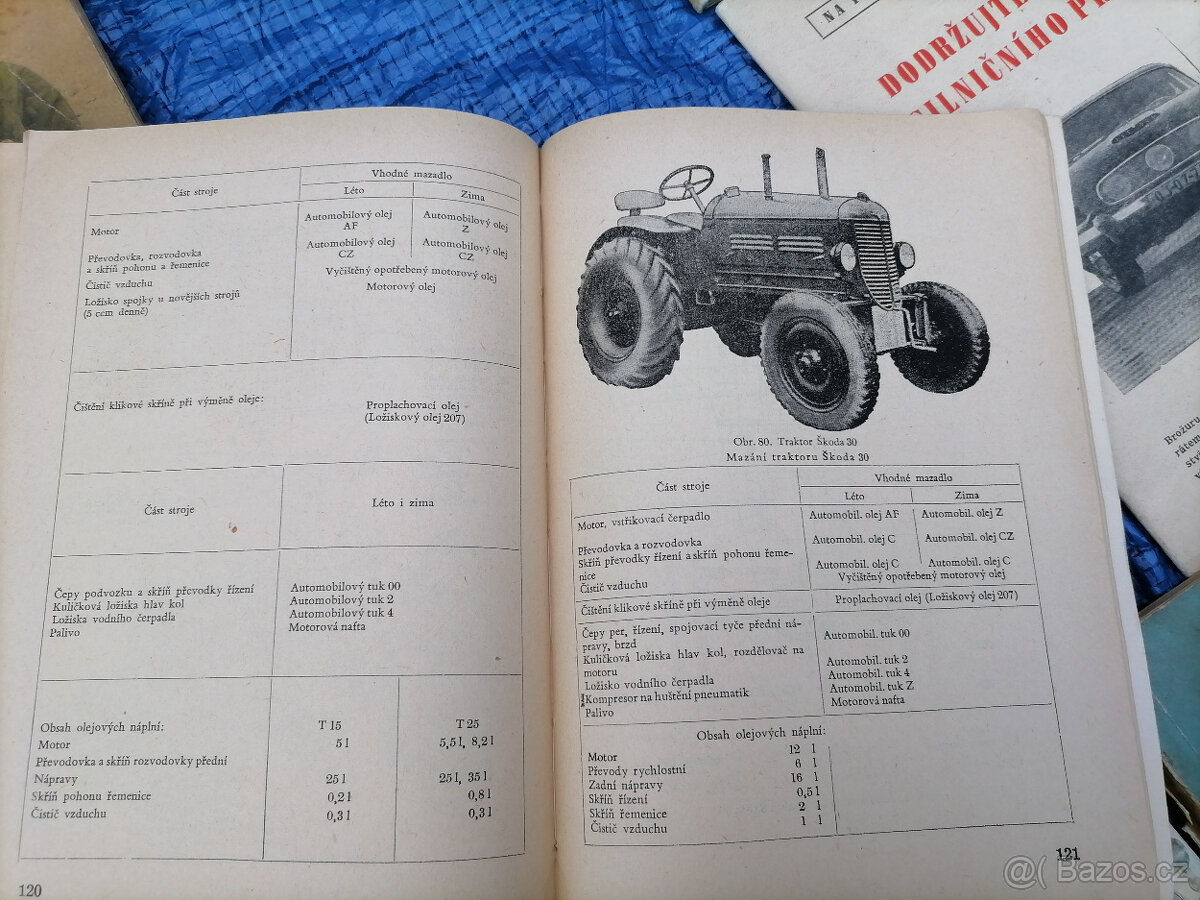 NA
DODRŽUJTE
SILNIČNÍHO
Část stroje
Vhodné mazadlo
Léto
Zima
Motor
Automobilový olej
AF
Automobilový olej
Z
Převodovka, rozvodovka
a skříň pohonu a řemenice
Automobilový olej
CZ
Automobilový olej
CZ
Čistič vzduchu
Vyčištěný opotřebený motorový olej
Ložisko spojky u novějších strojů
(5 ccm denně)
Motorový olej
Čištění klikové skříně při výměně oleje:
Proplachovací olej
(Ložiskový olej 207)
Část stroje
Léto i zima
Čepy podvozku a skříň převodky řízení
Automobilový tuk 00
Kuličková ložiska hlav kol
Automobilový tuk 2
Ložiska vodního čerpadla
Automobilový tuk 4
Palivo
Motorová nafta
Obsah olejových náplní:
T 15
T 25
Motor
5 l
5,5 l, 8,2 l
Převodovka a skříň rozvodovky přední
Nápravy
25 l
25 l, 35 l
Skříň pohonu řemenice
0,2 l
0,8 l
Čistič vzduchu
0,3 l
0,3 l
120
Obr. 80. Traktor Škoda 30
Mazání traktoru Škoda 30
Část stroje
Vhodné mazadlo
Léto
Zima
Motor, vstřikovací čerpadlo
Automobil. olej AF
Automobil. olej Z
Převodovka a rozvodovka
Automobil. olej C
Automobil. olej CZ
Skříň převodky řízení a skříň pohonu řeme-
nice
Automobil. olej C
Automobil. olej C
Čistič vzduchu
Vyčištěný opotřebený motorový olej
Čištění klikové skříně při výměně oleje
Proplachovací olej (Ložiskový olej 207)
Čepy per, řízení, spojovací tyče přední ná-
pravy, brzd
Automobil. tuk 00
Kuličková ložiska hlav kol, rozdělovač na
motoru
Automobil. tuk 2
Ložisko vodního čerpadla
Automobil. tuk 4
Kompresor na huštění pneumatik
Automobil. tuk Z
Palivo
Motorová nafta
Obsah olejových náplní:
Motor
12 l
Převody rychlostní
6 l
Zadní nápravy
16 l
Skříň řízení
0,5 l
Skříň řemenice
2 l
Čistič vzduchu
1 l
121
Brožuru
@( Bazos.cz